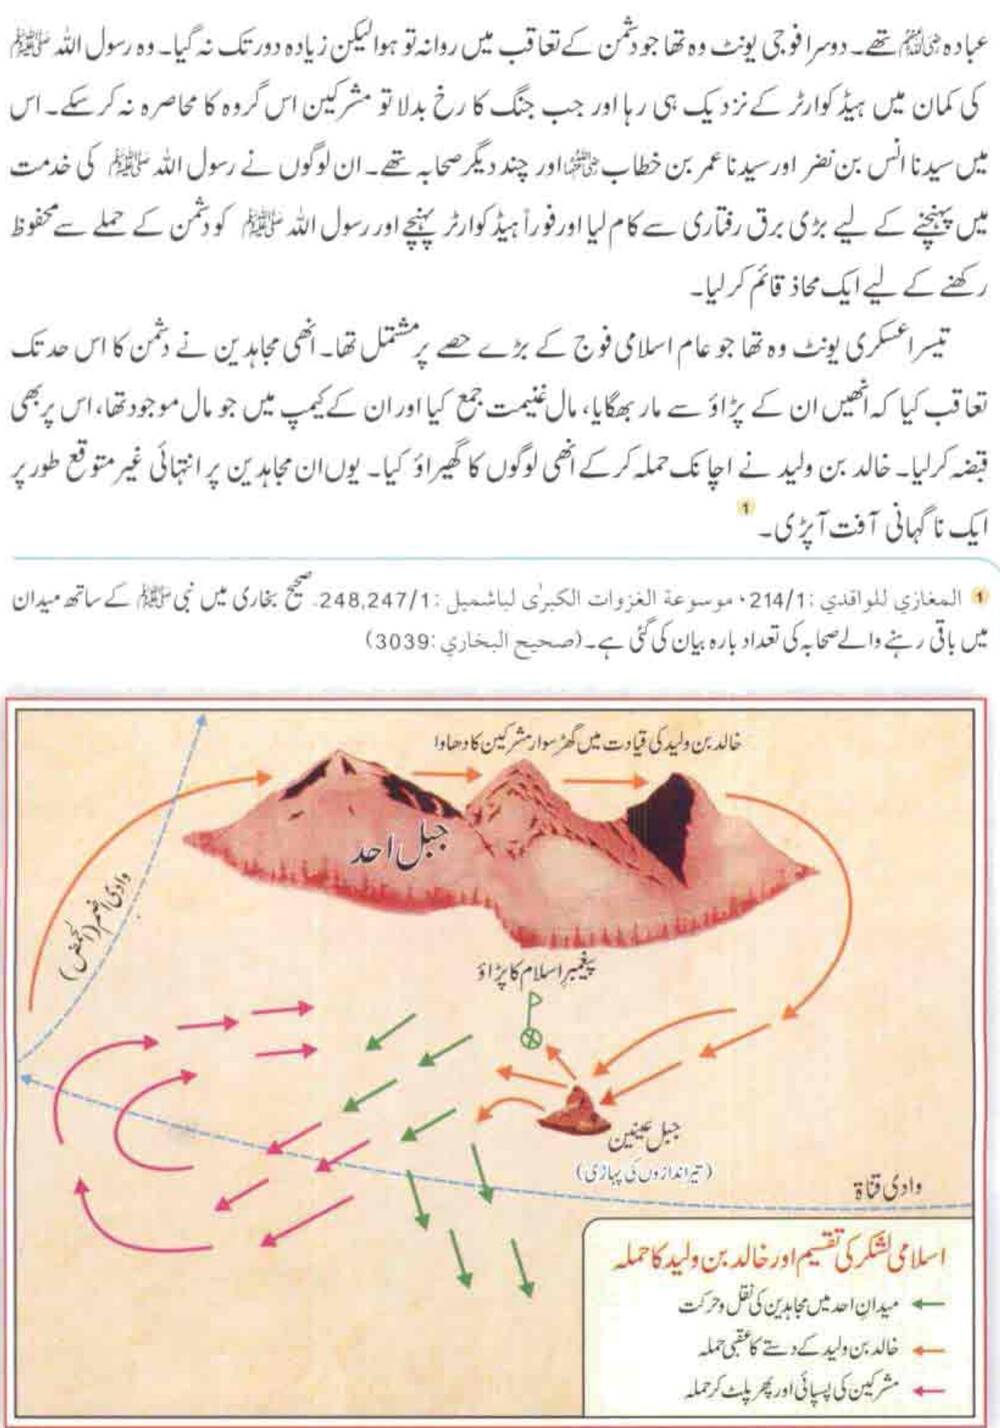 عبادہ رضی اللہ عنہم تھے۔ دوسرا فوجی یونٹ وہ تھا جو دشمن کے تعاقب میں روانہ تو ہوا لیکن زیادہ دور تک نہ گیا۔ وہ رسول اللہ ﷺ
کی کمان میں ہیڈ کوارٹر کے نزدیک ہی رہا اور جب جنگ کا رخ بدلا تو مشرکین اس گروہ کا محاصرہ نہ کر سکے۔ اس
میں سیدنا انس بن نضر اور سیدنا عمر بن خطاب رضی اللہ عنہما اور چند دیگر صحابہ تھے۔ ان لوگوں نے رسول اللہ ﷺ کی خدمت
میں پہنچنے کے لیے بڑی برق رفتاری سے کام لیا اور فوراً ہیڈ کوارٹر پہنچے اور رسول اللہ ﷺ کو دشمن کے حملے سے محفوظ
رکھنے کے لیے ایک محاذ قائم کر لیا۔
تیسرا عسکری یونٹ وہ تھا جو عام اسلامی فوج کے بڑے حصے پر مشتمل تھا۔ انھی مجاہدین نے دشمن کا اس حد تک
تعاقب کیا کہ انھیں ان کے پڑاؤ سے مار بھگایا، مال غنیمت جمع کیا اور ان کے کیمپ میں جو مال موجود تھا، اس پر بھی
قبضہ کر لیا۔ خالد بن ولید نے اچانک حملہ کر کے انھی لوگوں کا گھیراؤ کیا۔ یوں ان مجاہدین پر انتہائی غیر متوقع طور پر
ایک ناگہانی آفت آ پڑی۔ 1
1 المغازي للواقدي: 214/1، موسوعة الغزوات الكبرى لباشميل: 248,247/1. صحیح بخاری میں نبی ﷺ کے ساتھ میدان
میں باقی رہنے والے صحابہ کی تعداد بارہ بیان کی گئی ہے۔ (صحيح البخاري: 3039)
خالد بن ولید کی قیادت میں گھڑ سوار مشرکین کا دھاوا
جبل احد
وادی اضم (الحمض)
پیغمبر اسلام کا پڑاؤ
جبل عینین
(تیر اندازوں کی پہاڑی)
وادی قناۃ
اسلامی لشکر کی تقسیم اور خالد بن ولید کا حملہ
میدان احد میں مجاہدین کی نقل و حرکت
خالد بن ولید کے دستے کا عقبی حملہ
مشرکین کی پسپائی اور پھر پلٹ کر حملہ